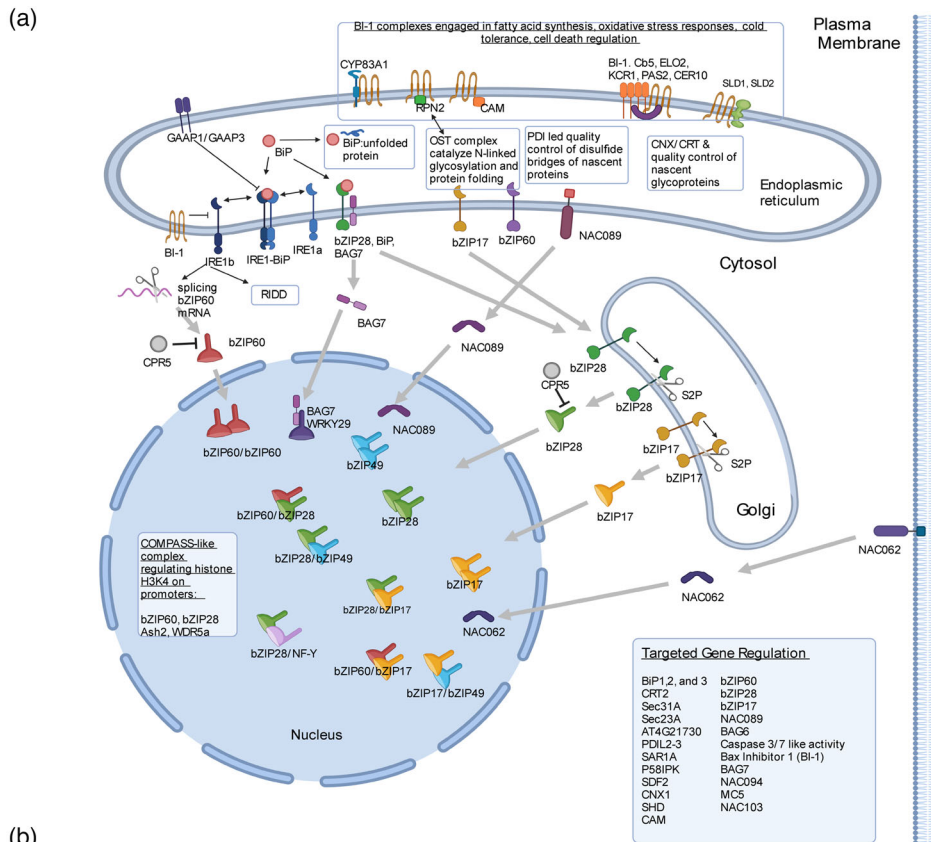 (a)
BI-1 complexes engaged in fatty acid synthesis, oxidative stress responses,  cold
tolerance, cell death regulation
Plasma
Membrane
CYP83A1
RPN2
CAM
BI-1. Cb5, ELO2,
KCR1, PAS2, CER10
SLD1, SLD2
GAAP1/GAAP3
BiP
BiP:unfolded
protein
OST complex
catalyze N-linked
glycosylation and
protein folding
PDI led quality
control of disulfide
bridges of nascent
proteins
CNX/ CRT &
quality control of
nascent
glycoproteins
Endoplasmic
reticulum
BI-1
IRE1b
IRE1-BiP
IRE1a
bZIP28, BiP,
BAG7
bZIP17
bZIP60
NAC089
Cytosol
splicing
bZIP60
mRNA
RIDD
BAG7
NAC089
CPR5
bZIP60
bZIP28
CPR5
bZIP28
S2P
bZIP28
bZIP17
S2P
bZIP17
bZIP17
Golgi
BAG7
WRKY29
NAC089
bZIP60/bZIP60
bZIP49
bZIP60/bZIP28
bZIP28
bZIP28/bZIP49
COMPASS-like
complex
regulating histone
H3K4 on
promoters:
bZIP60, bZIP28
Ash2, WDR5a
bZIP17
bZIP28/bZIP17
NAC062
NAC062
NAC062
bZIP28/NF-Y
bZIP60/bZIP17
bZIP17/bZIP49
Nucleus
Targeted Gene Regulation
BiP1,2, and 3 bZIP60
CRT2 bZIP28
Sec31A bZIP17
Sec23A NAC089
AT4G21730 BAG6
PDIL2-3 Caspase 3/7 like activity
SAR1A Bax Inhibitor 1 (BI-1)
P58IPK BAG7
SDF2 NAC094
CNX1 MC5
SHD NAC103
CAM
(b)